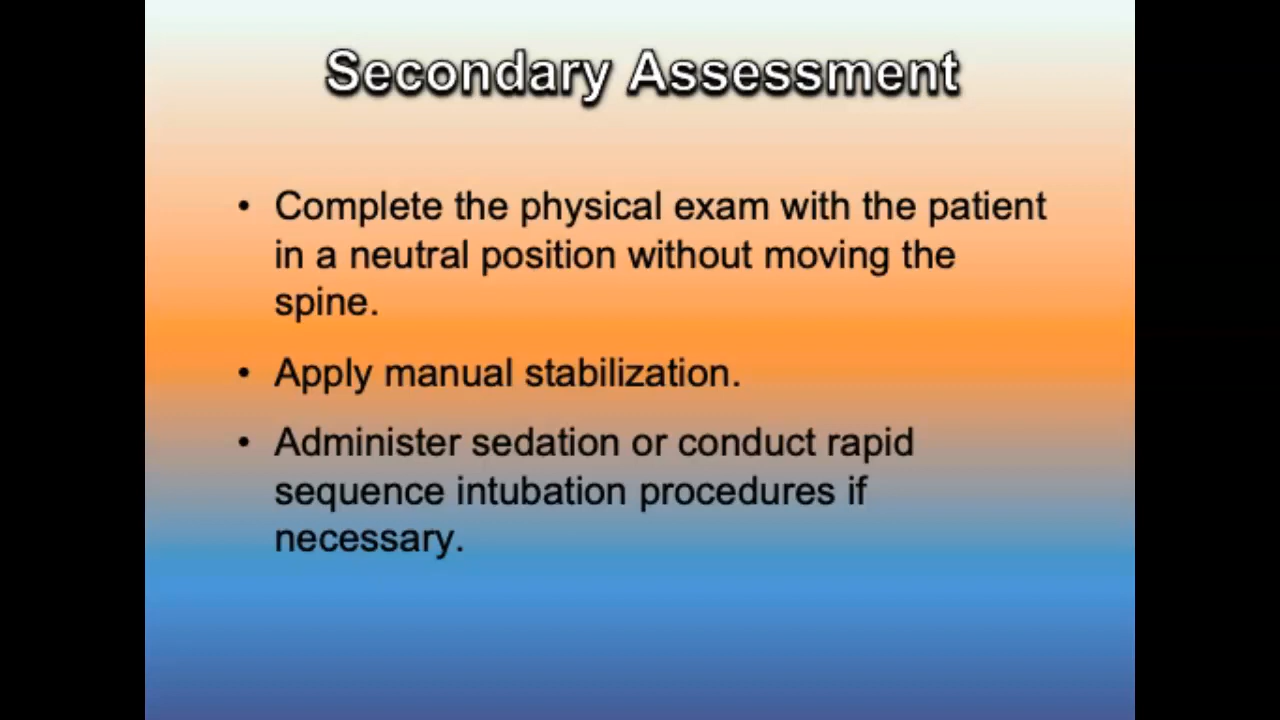 Secondary Assessment
• Complete the physical exam with the patient
in a neutral position without moving the
spine.
• Apply manual stabilization.
• Administer sedation or conduct rapid
sequence intubation procedures if
necessary.